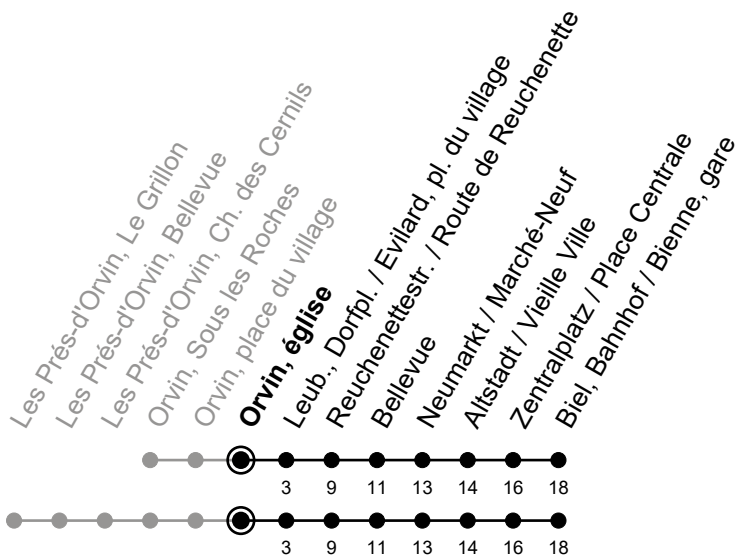 Les Prés-d'Orvin, Le Grillon
Les Prés-d'Orvin, Bellevue
Les Prés-d'Orvin, Ch. des Cernils
Orvin, Sous les Roches
Orvin, place du village
Orvin, église
Leub., Dorfpl. / Evilard, pl. du village
Reuchenettestr. / Route de Reuchenette
Bellevue
Neumarkt / Marché-Neuf
Altstadt / Vieille Ville
Zentralplatz / Place Centrale
Biel, Bahnhof / Bienne, gare
3 9 11 13 14 16 18
3 9 11 13 14 16 18